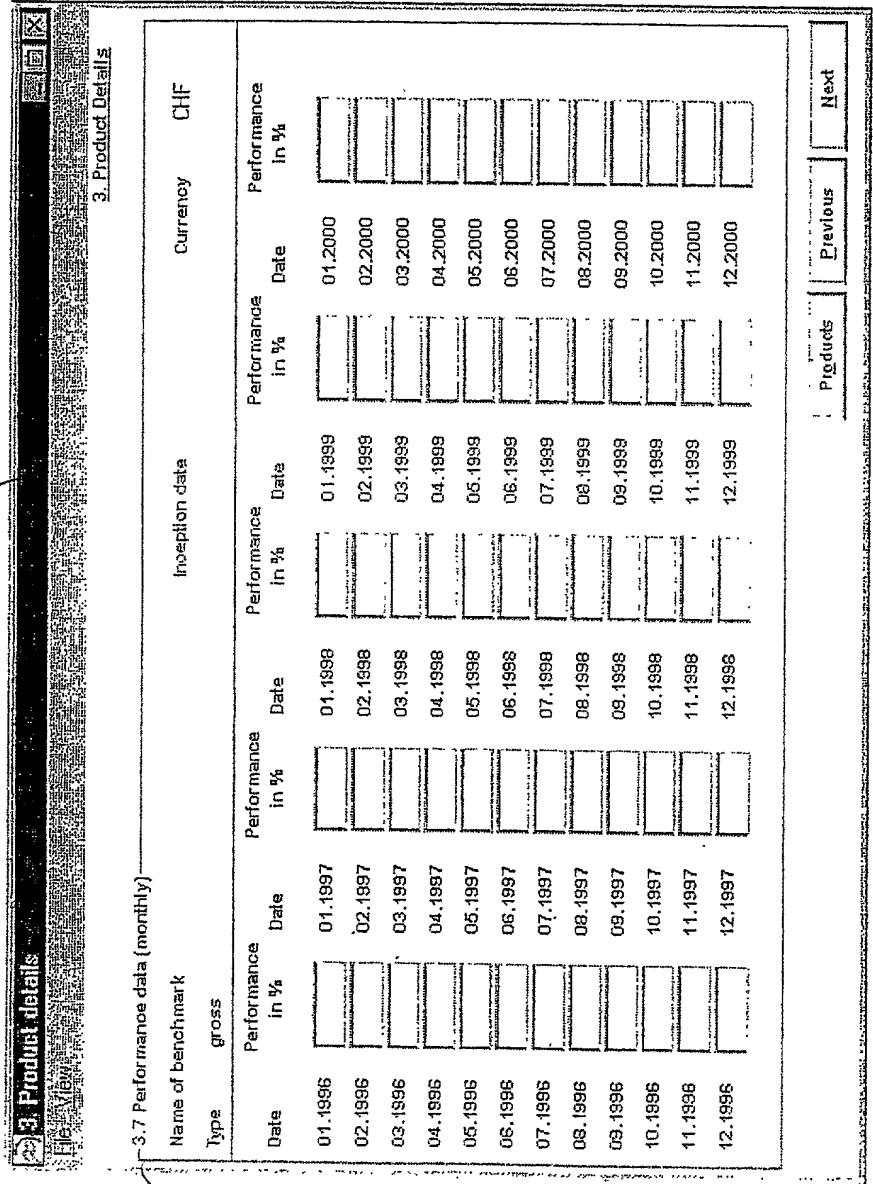 3. Product details
File View
3. Product Details
3.7 Performance data (monthly)
Name of benchmark Inception date Currency CHF
Type gross
Date Performance in % Date Performance in % Date Performance in % Date Performance in % Date Performance in %
01.1996 01.1997 01.1998 01.1999 01.2000
02.1996 02.1997 02.1998 02.1999 02.2000
03.1996 03.1997 03.1998 03.1999 03.2000
04.1996 04.1997 04.1998 04.1999 04.2000
05.1996 05.1997 05.1998 05.1999 05.2000
06.1996 06.1997 06.1998 06.1999 06.2000
07.1996 07.1997 07.1998 07.1999 07.2000
08.1996 08.1997 08.1998 08.1999 08.2000
09.1996 09.1997 09.1998 09.1999 09.2000
10.1996 10.1997 10.1998 10.1999 10.2000
11.1996 11.1997 11.1998 11.1999 11.2000
12.1996 12.1997 12.1998 12.1999 12.2000
Products Previous Next